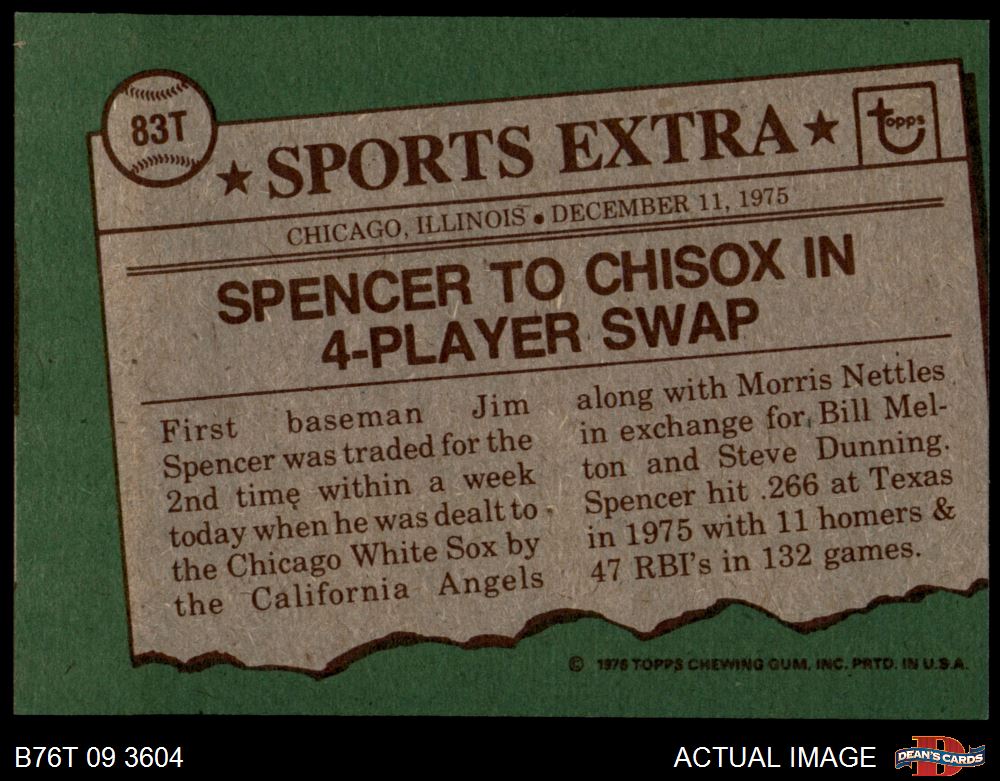 83T
★ SPORTS EXTRA ★
topps
CHICAGO, ILLINOIS • DECEMBER 11, 1975
SPENCER TO CHISOX IN
4-PLAYER SWAP
First baseman Jim
Spencer was traded for the
2nd time within a week
today when he was dealt to
the Chicago White Sox by
the California Angels
along with Morris Nettles
in exchange for Bill Mel-
ton and Steve Dunning.
Spencer hit .266 at Texas
in 1975 with 11 homers &
47 RBI's in 132 games.
© 1976 TOPPS CHEWING GUM, INC. PRTD. IN U.S.A.
B76T 09 3604
ACTUAL IMAGE
D
DEAN'S CARDS